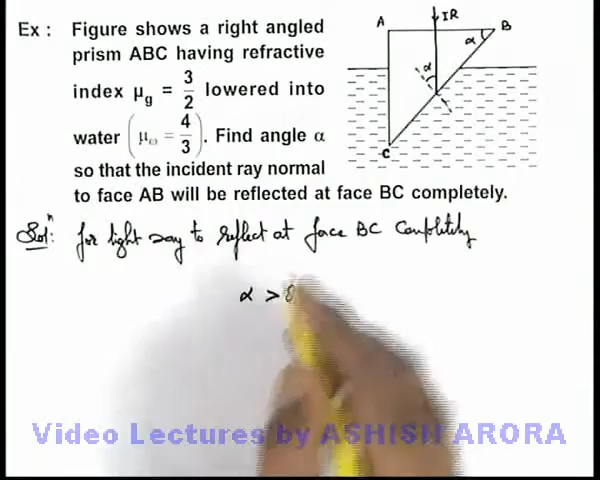 Ex : Figure shows a right angled
prism ABC having refractive
index μg = 3/2 lowered into
water (μω = 4/3). Find angle α
so that the incident ray normal
to face AB will be reflected at face BC completely.
A
IR
B
α
α
C
Solⁿ: for light ray to reflect at face BC Completely
α >
Video Lectures by ASHISH ARORA